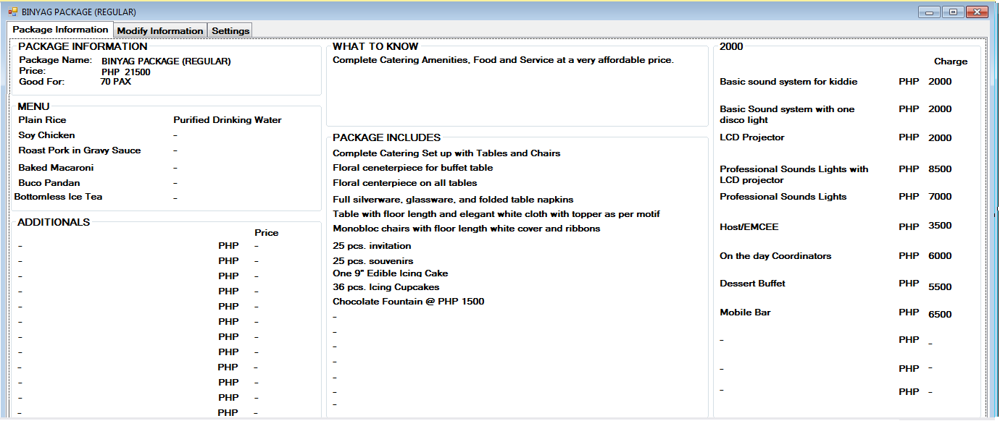 BINYAG PACKAGE (REGULAR)
Package Information Modify Information Settings
PACKAGE INFORMATION
Package Name: BINYAG PACKAGE (REGULAR)
Price: PHP 21500
Good For: 70 PAX
MENU
Plain Rice Purified Drinking Water
Soy Chicken -
Roast Pork in Gravy Sauce -
Baked Macaroni -
Buco Pandan -
Bottomless Ice Tea -
ADDITIONALS
Price
- PHP -
- PHP -
- PHP -
- PHP -
- PHP -
- PHP -
- PHP -
- PHP -
- PHP -
- PHP -
- PHP -
- PHP -
WHAT TO KNOW
Complete Catering Amenities, Food and Service at a very affordable price.
PACKAGE INCLUDES
Complete Catering Set up with Tables and Chairs
Floral ceneterpiece for buffet table
Floral centerpiece on all tables
Full silverware, glassware, and folded table napkins
Table with floor length and elegant white cloth with topper as per motif
Monobloc chairs with floor length white cover and ribbons
25 pcs. invitation
25 pcs. souvenirs
One 9" Edible Icing Cake
36 pcs. Icing Cupcakes
Chocolate Fountain @ PHP 1500
-
-
-
-
-
-
-
2000
Charge
Basic sound system for kiddie PHP 2000
Basic Sound system with one PHP 2000
disco light
LCD Projector PHP 2000
Professional Sounds Lights with PHP 8500
LCD projector
Professional Sounds Lights PHP 7000
Host/EMCEE PHP 3500
On the day Coordinators PHP 6000
Dessert Buffet PHP 5500
Mobile Bar PHP 6500
- PHP -
- PHP -
- PHP -